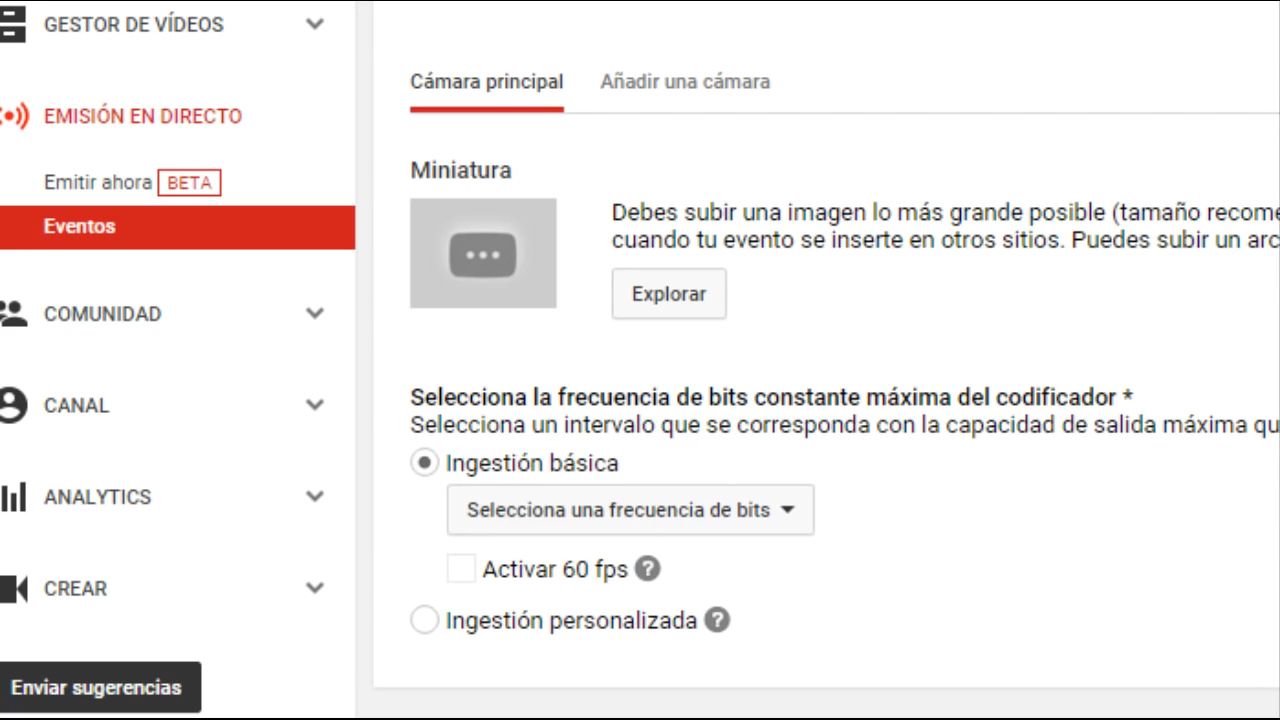 GESTOR DE VÍDEOS
EMISIÓN EN DIRECTO
Emitir ahora BETA
Eventos
COMUNIDAD
CANAL
ANALYTICS
CREAR
Enviar sugerencias
Cámara principal Añadir una cámara
Miniatura
Debes subir una imagen lo más grande posible (tamaño recome
cuando tu evento se inserte en otros sitios. Puedes subir un arc
Explorar
Selecciona la frecuencia de bits constante máxima del codificador *
Selecciona un intervalo que se corresponda con la capacidad de salida máxima qu
Ingestión básica
Selecciona una frecuencia de bits
Activar 60 fps ?
Ingestión personalizada ?